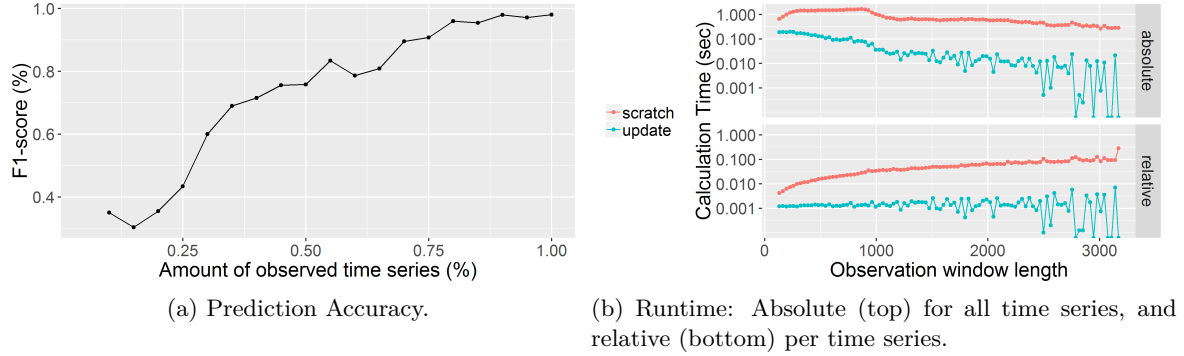 1.0
0.8
0.6
0.4
F1-score (%)
0.25
0.50
0.75
1.00
Amount of observed time series (%)
(a) Prediction Accuracy.
scratch
update
Calculation Time (sec)
1.000
0.100
0.010
0.001
absolute
1.000
0.100
0.010
0.001
relative
0
1000
2000
3000
Observation window length
(b) Runtime: Absolute (top) for all time series, and
relative (bottom) per time series.